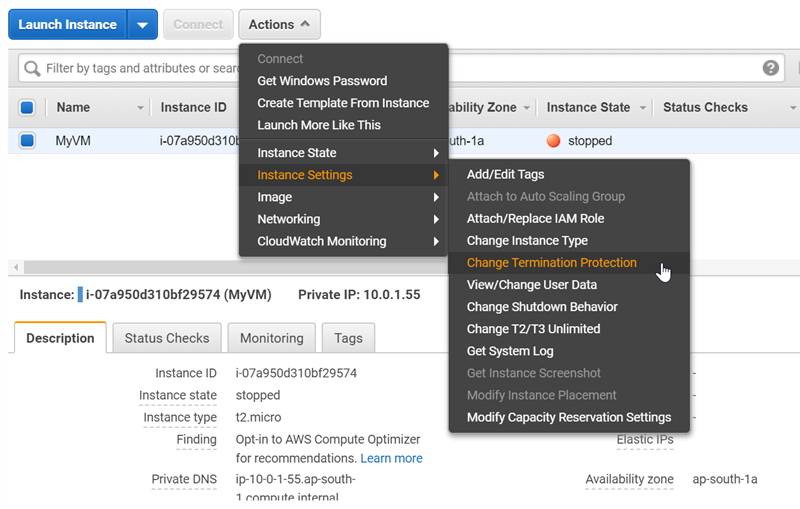 Launch Instance Connect Actions
Connect
Filter by tags and attributes or sear
Get Windows Password
Create Template From Instance
Name Instance ID ability Zone Instance State Status Checks
Launch More Like This
MyVM i-07a950d310b uth-1a stopped
Instance State
Instance Settings Add/Edit Tags
Image Attach to Auto Scaling Group
Networking Attach/Replace IAM Role
CloudWatch Monitoring Change Instance Type
Change Termination Protection
View/Change User Data
Instance: i-07a950d310bf29574 (MyVM) Private IP: 10.0.1.55
Change Shutdown Behavior
Change T2/T3 Unlimited
Description Status Checks Monitoring Tags
Get System Log
Instance ID i-07a950d310bf29574 Get Instance Screenshot -
Instance state stopped Modify Instance Placement -
Instance type t2.micro Modify Capacity Reservation Settings -
Finding Opt-in to AWS Compute Optimizer Elastic IPs
for recommendations. Learn more
Private DNS ip-10-0-1-55.ap-south- Availability zone ap-south-1a
1.compute.internal